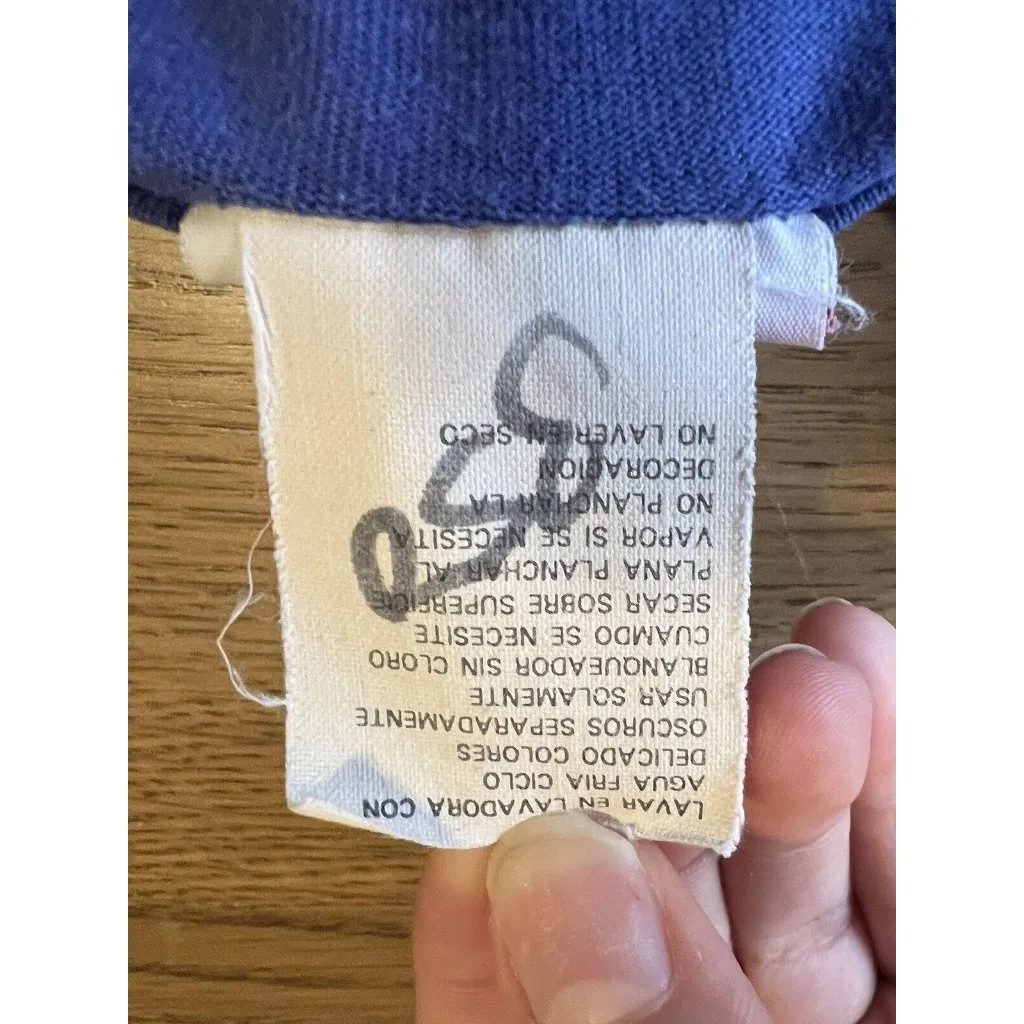 LAVAR EN LAVADORA CON
AGUA FRIA CICLO
DELICADO COLORES
OSCUROS SEPARADAMENTE
USAR SOLAMENTE
BLANQUEADOR SIN CLORO
CUAMDO SE NECESITE
SECAR SOBRE SUPERFICIE
PLANA PLANCHAR AL
VAPOR SI SE NECESITA
NO PLANCHAR LA
DECORACION
NO LAVER EN SECO